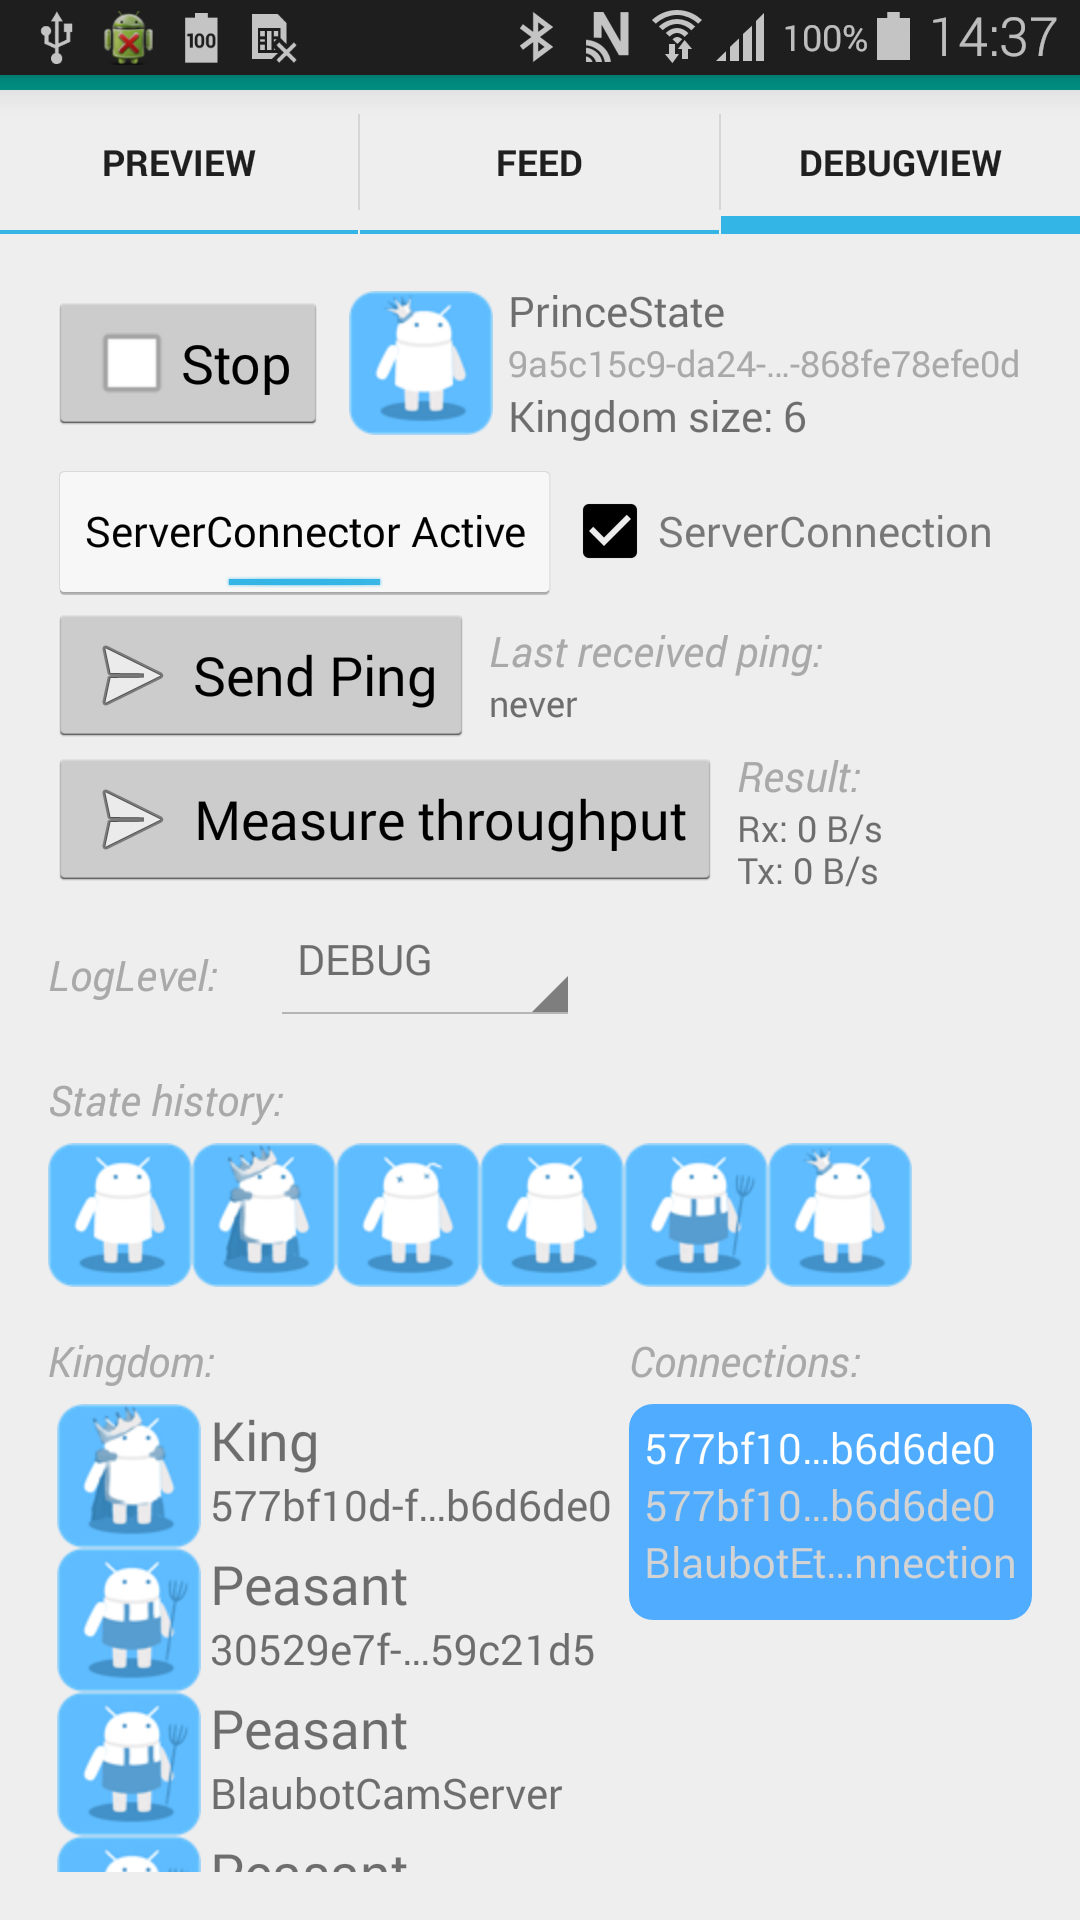 100
100%
14:37
PREVIEW
FEED
DEBUGVIEW
Stop
PrinceState
9a5c15c9-da24-...-868fe78efe0d
Kingdom size: 6
ServerConnector Active
ServerConnection
Send Ping
Last received ping:
never
Measure throughput
Result:
Rx: 0 B/s
Tx: 0 B/s
LogLevel:
DEBUG
State history:
Kingdom:
King
577bf10d-f...b6d6de0
Peasant
30529e7f-...59c21d5
Peasant
BlaubotCamServer
Peasant
Connections:
577bf10...b6d6de0
577bf10...b6d6de0
BlaubotEt...nnection